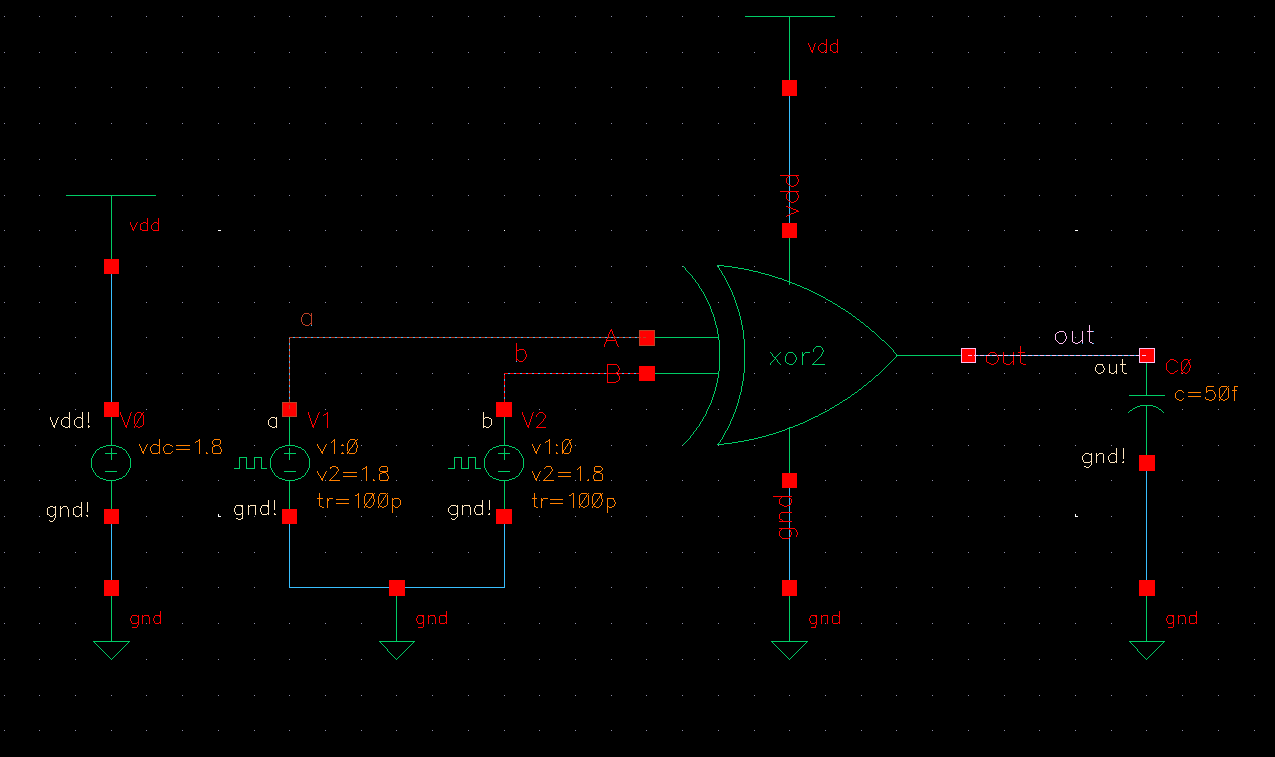 vdd
vdd
vdd
a
A
out
b
xor2
out
out
C0
B
c=50f
vdd!
V0
a
V1
b
V2
vdc=1.8
v1:0
v1:0
gnd!
v2=1.8
v2=1.8
gnd!
gnd!
tr=100p
gnd!
tr=100p
gnd
gnd
gnd
gnd
gnd